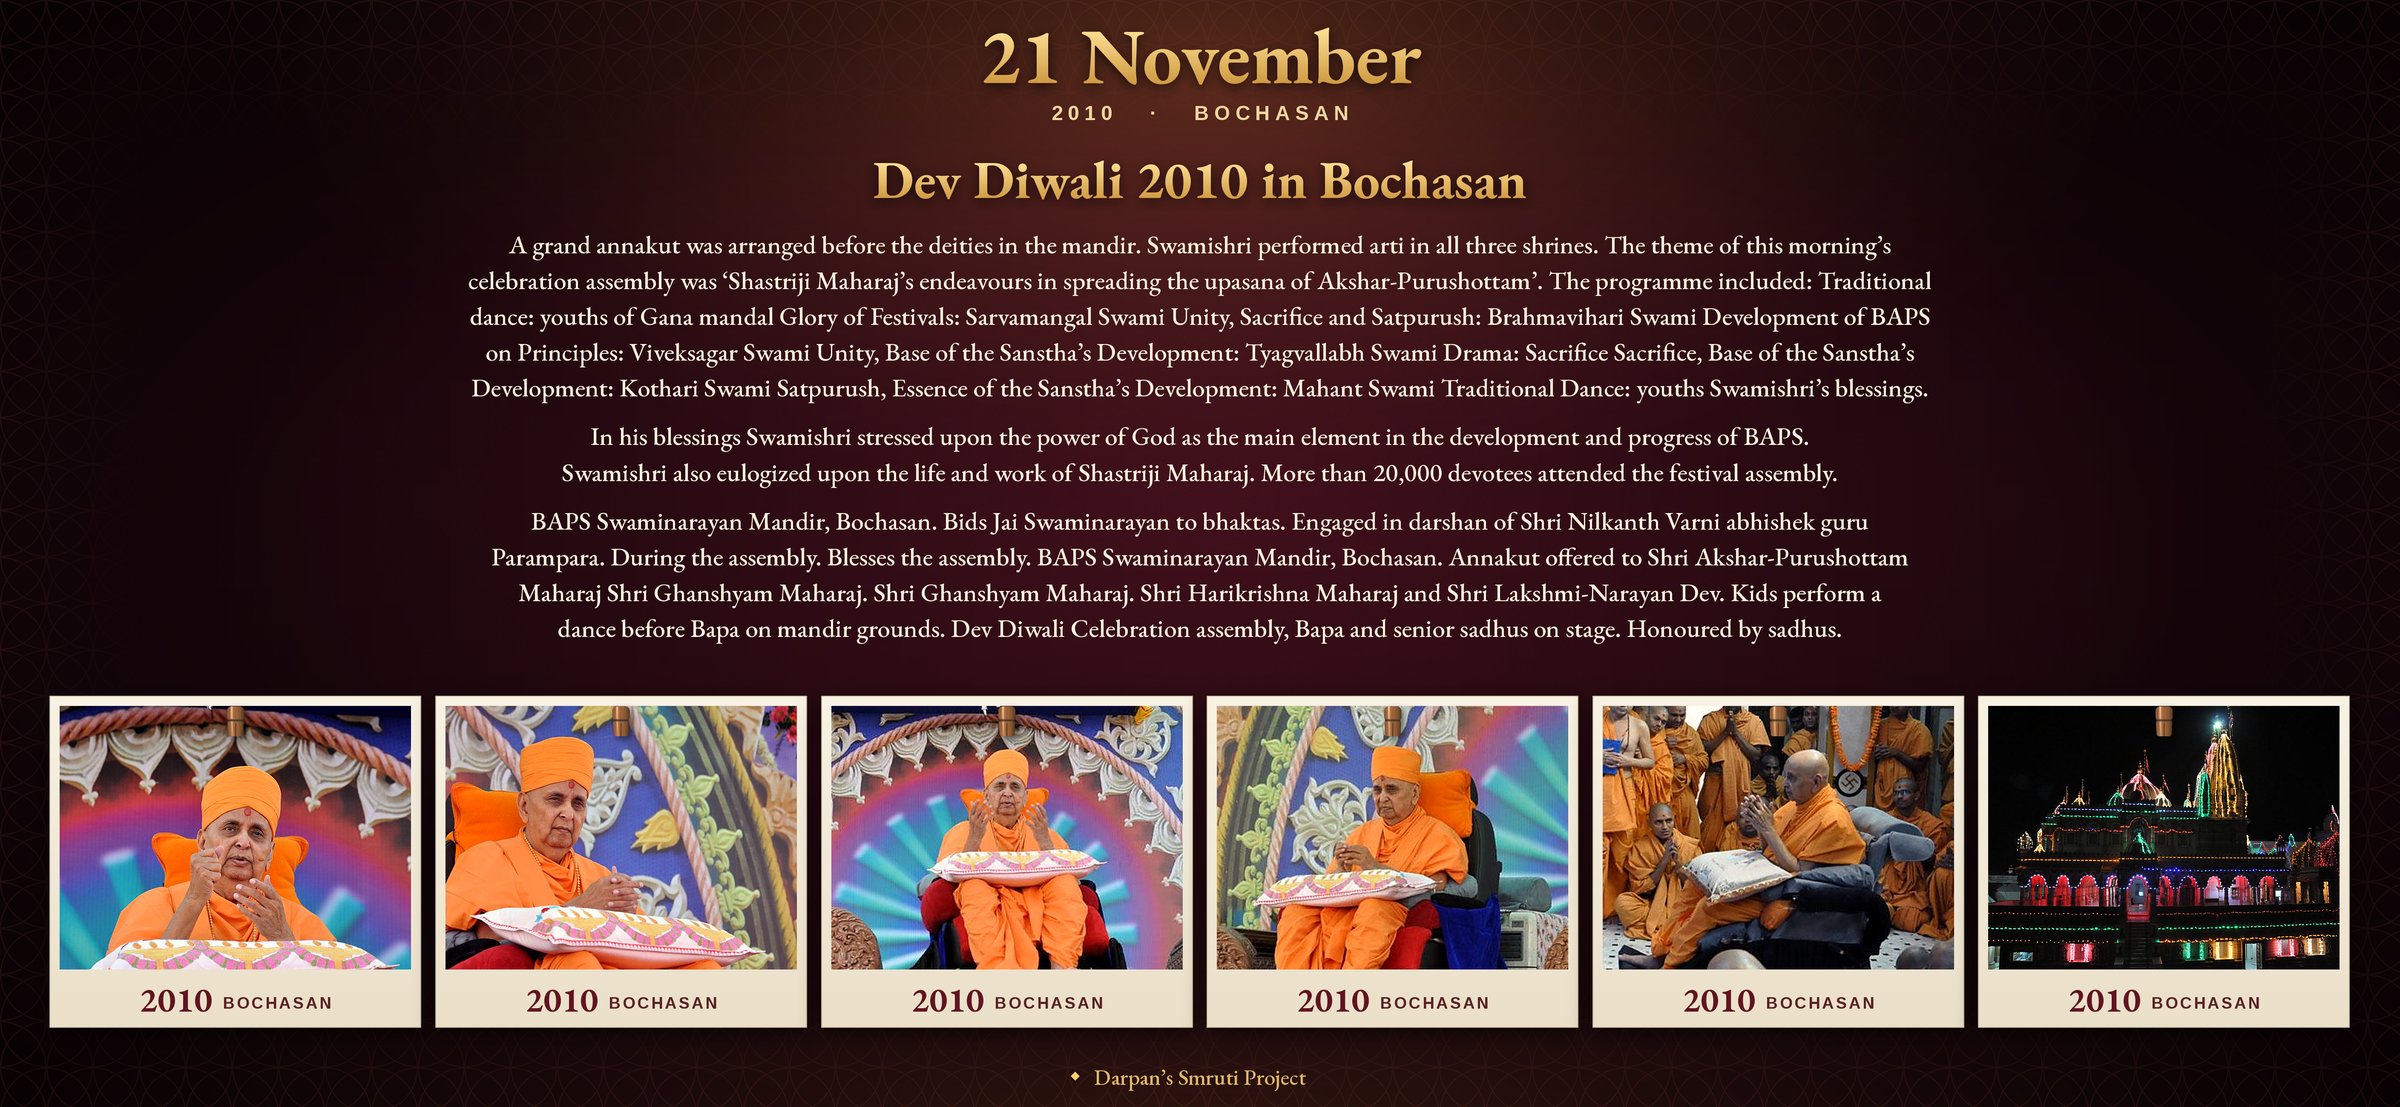 21 November
2010 · BOCHASAN
Dev Diwali 2010 in Bochasan
A grand annakut was arranged before the deities in the mandir. Swamishri performed arti in all three shrines. The theme of this morning’s
celebration assembly was ‘Shastriji Maharaj’s endeavours in spreading the upasana of Akshar-Purushottam’. The programme included: Traditional
dance: youths of Gana mandal Glory of Festivals: Sarvamangal Swami Unity, Sacrifice and Satpurush: Brahmavihari Swami Development of BAPS
on Principles: Viveksagar Swami Unity, Base of the Sanstha’s Development: Tyagvallabh Swami Drama: Sacrifice Sacrifice, Base of the Sanstha’s
Development: Kothari Swami Satpurush, Essence of the Sanstha’s Development: Mahant Swami Traditional Dance: youths Swamishri’s blessings.
In his blessings Swamishri stressed upon the power of God as the main element in the development and progress of BAPS.
Swamishri also eulogized upon the life and work of Shastriji Maharaj. More than 20,000 devotees attended the festival assembly.
BAPS Swaminarayan Mandir, Bochasan. Bids Jai Swaminarayan to bhaktas. Engaged in darshan of Shri Nilkanth Varni abhishek guru
Parampara. During the assembly. Blesses the assembly. BAPS Swaminarayan Mandir, Bochasan. Annakut offered to Shri Akshar-Purushottam
Maharaj Shri Ghanshyam Maharaj. Shri Ghanshyam Maharaj. Shri Harikrishna Maharaj and Shri Lakshmi-Narayan Dev. Kids perform a
dance before Bapa on mandir grounds. Dev Diwali Celebration assembly, Bapa and senior sadhus on stage. Honoured by sadhus.
2010 BOCHASAN
2010 BOCHASAN
2010 BOCHASAN
2010 BOCHASAN
2010 BOCHASAN
2010 BOCHASAN
Darpan’s Smruti Project